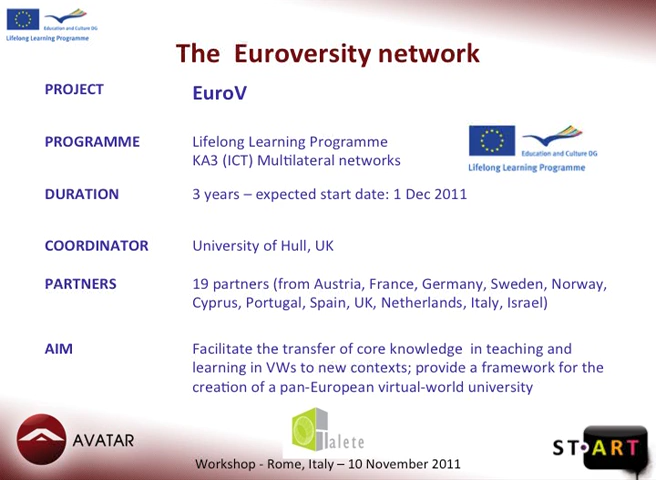 Education and Culture DG
Lifelong Learning Programme
The  Euroversity network
PROJECT
EuroV
PROGRAMME
Lifelong Learning Programme
KA3 (ICT) Multilateral networks
Education and Culture DG
Lifelong Learning Programme
DURATION
3 years – expected start date: 1 Dec 2011
COORDINATOR
University of Hull, UK
PARTNERS
19 partners (from Austria, France, Germany, Sweden, Norway,
Cyprus, Portugal, Spain, UK, Netherlands, Italy, Israel)
AIM
Facilitate the transfer of core knowledge  in teaching and
learning in VWs to new contexts; provide a framework for the
creation of a pan-European virtual-world university
AVATAR
Talete
ST·ART
Workshop - Rome, Italy – 10 November 2011